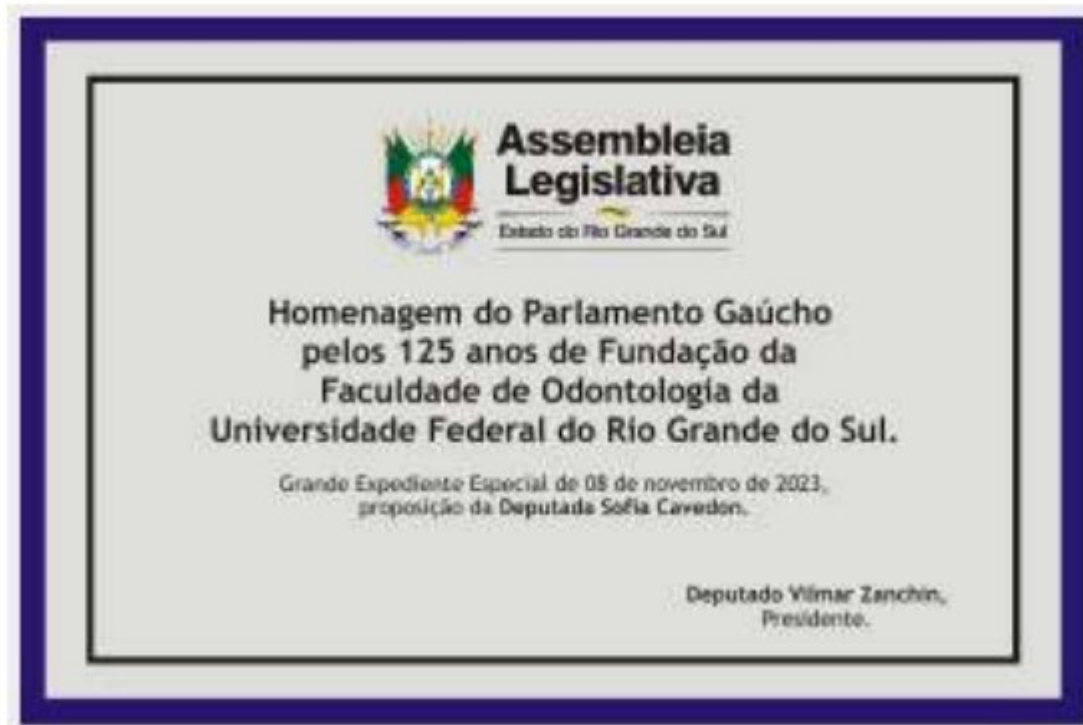 Assembleia
Legislativa
Estado do Rio Grande do Sul
Homenagem do Parlamento Gaúcho
pelos 125 anos de Fundação da
Faculdade de Odontologia da
Universidade Federal do Rio Grande do Sul.
Grande Expediente Especial de 08 de novembro de 2023,
proposição da Deputada Sofia Cavedon.
Deputado Vilmar Zanchin,
Presidente.